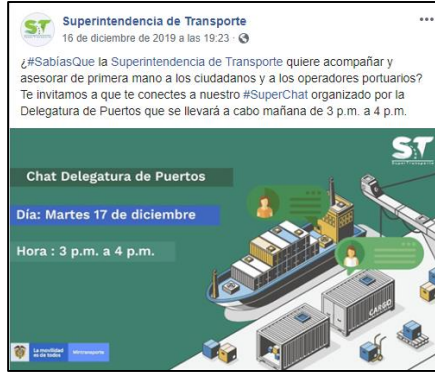 Superintendencia de Transporte
16 de diciembre de 2019 a las 19:23 ·
¿#SabíasQue la Superintendencia de Transporte quiere acompañar y
asesorar de primera mano a los ciudadanos y a los operadores portuarios?
Te invitamos a que te conectes a nuestro #SuperChat organizado por la
Delegatura de Puertos que se llevará a cabo mañana de 3 p.m. a 4 p.m.
ST
SuperTransporte
Chat Delegatura de Puertos
Día: Martes 17 de diciembre
Hora : 3 p.m. a 4 p.m.
CARGO
La movilidad
es de todos
Mintransporte